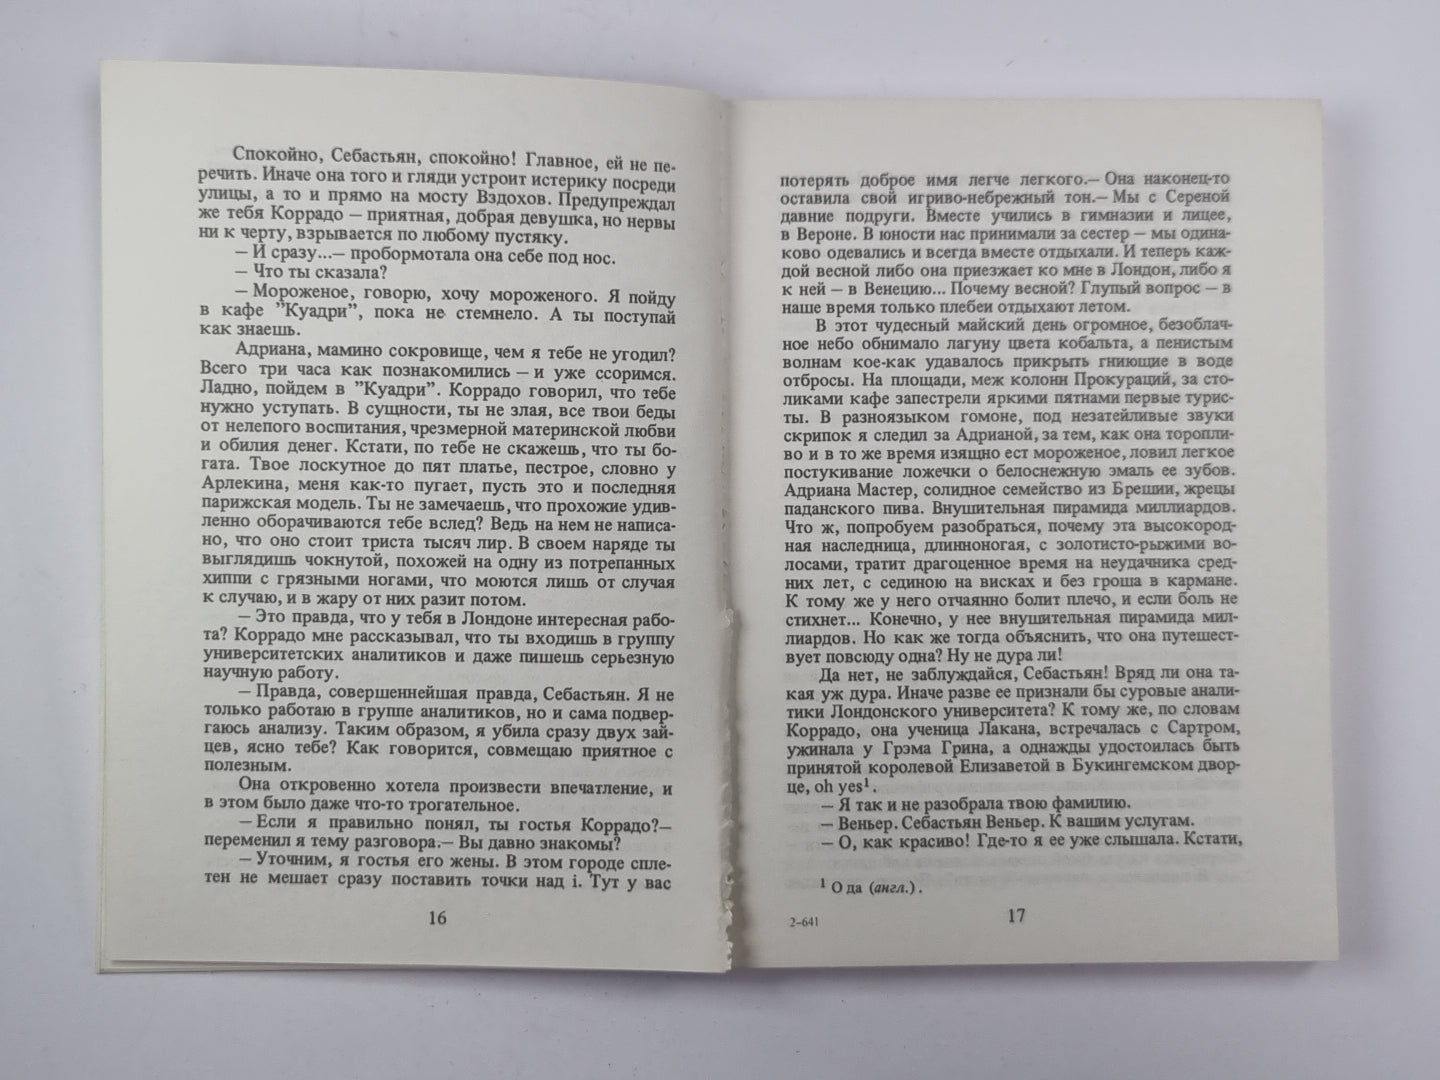 Спокойно, Себастьян, спокойно! Главное, ей не пе-
речить. Иначе она того и гляди устроит истерику посреди
улицы, а то и прямо на мосту Вздохов. Предупреждал
же тебя Коррадо — приятная, добрая девушка, но нервы
ни к черту, взрывается по любому пустяку.
— И сразу...— пробормотала она себе под нос.
— Что ты сказала?
— Мороженое, говорю, хочу мороженого. Я пойду
в кафе ”Куадри”, пока не стемнело. А ты поступай
как знаешь.
Адриана, мамино сокровище, чем я тебе не угодил?
Всего три часа как познакомились — и уже ссоримся.
Ладно, пойдем в ”Куадри”. Коррадо говорил, что тебе
нужно уступать. В сущности, ты не злая, все твои беды
от нелепого воспитания, чрезмерной материнской любви
и обилия денег. Кстати, по тебе не скажешь, что ты бо-
гата. Твое лоскутное до пят платье, пестрое, словно у
Арлекина, меня как-то пугает, пусть это и последняя
парижская модель. Ты не замечаешь, что прохожие удив-
ленно оборачиваются тебе вслед? Ведь на нем не написа-
но, что оно стоит триста тысяч лир. В своем наряде ты
выглядишь чокнутой, похожей на одну из потрепанных
хиппи с грязными ногами, что моются лишь от случая
к случаю, и в жару от них разит потом.
— Это правда, что у тебя в Лондоне интересная рабо-
та? Коррадо мне рассказывал, что ты входишь в группу
университетских аналитиков и даже пишешь серьезную
научную работу.
— Правда, совершеннейшая правда, Себастьян. Я не
только работаю в группе аналитиков, но и сама подвер-
гаюсь анализу. Таким образом, я убила сразу двух зай-
цев, ясно тебе? Как говорится, совмещаю приятное с
полезным.
Она откровенно хотела произвести впечатление, и
в этом было даже что-то трогательное.
— Если я правильно понял, ты гостья Коррадо?—
переменил я тему разговора.— Вы давно знакомы?
— Уточним, я гостья его жены. В этом городе спле-
тен не мешает сразу поставить точки над i. Тут у вас
16
потерять доброе имя легче легкого.— Она наконец-то
оставила свой игриво-небрежный тон.— Мы с Сереной
давние подруги. Вместе учились в гимназии и лицее,
в Вероне. В юности нас принимали за сестер — мы одина-
ково одевались и всегда вместе отдыхали. И теперь каж-
дой весной либо она приезжает ко мне в Лондон, либо я
к ней — в Венецию... Почему весной? Глупый вопрос — в
наше время только плебеи отдыхают летом.
В этот чудесный майский день огромное, безоблач-
ное небо обнимало лагуну цвета кобальта, а пенистым
волнам кое-как удавалось прикрыть гниющие в воде
отбросы. На площади, меж колонн Прокураций, за сто-
ликами кафе запестрели яркими пятнами первые турис-
ты. В разноязыком гомоне, под незатейливые звуки
скрипок я следил за Адрианой, за тем, как она торопли-
во и в то же время изящно ест мороженое, ловил легкое
постукивание ложечки о белоснежную эмаль ее зубов.
Адриана Мастер, солидное семейство из Брешии, жрецы
паданского пива. Внушительная пирамида миллиардов.
Что ж, попробуем разобраться, почему эта высокород-
ная наследница, длинноногая, с золотисто-рыжими во-
лосами, тратит драгоценное время на неудачника сред-
них лет, с сединою на висках и без гроша в кармане.
К тому же у него отчаянно болит плечо, и если боль не
стихнет... Конечно, у нее внушительная пирамида мил-
лиардов. Но как же тогда объяснить, что она путешест-
вует повсюду одна? Ну не дура ли!
Да нет, не заблуждайся, Себастьян! Вряд ли она та-
кая уж дура. Иначе разве ее признали бы суровые анали-
тики Лондонского университета? К тому же, по словам
Коррадо, она ученица Лакана, встречалась с Сартром,
ужинала у Грэма Грина, а однажды удостоилась быть
принятой королевой Елизаветой в Букингемском двор-
це, oh yes¹.
— Я так и не разобрала твою фамилию.
— Веньер. Себастьян Веньер. К вашим услугам.
— О, как красиво! Где-то я ее уже слышала. Кстати,
¹ О да (англ.).
2–641
17